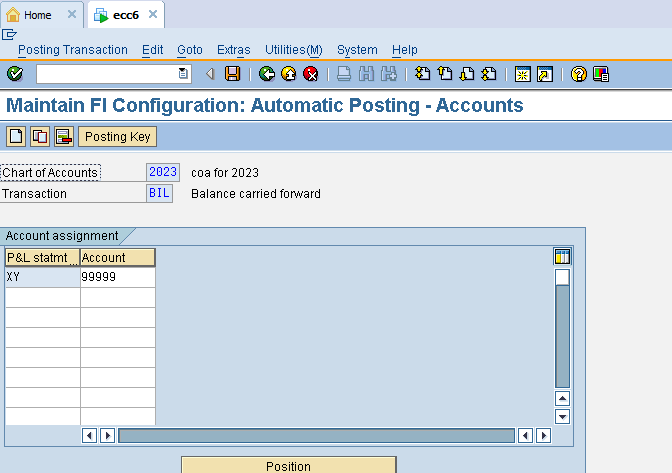 Home ecc6
Posting Transaction Edit Goto Extras Utilities(M) System Help
Maintain FI Configuration: Automatic Posting - Accounts
Posting Key
Chart of Accounts 2023 coa for 2023
Transaction BIL Balance carried forward
Account assignment
P&L statmt ... Account
XY 99999
Position